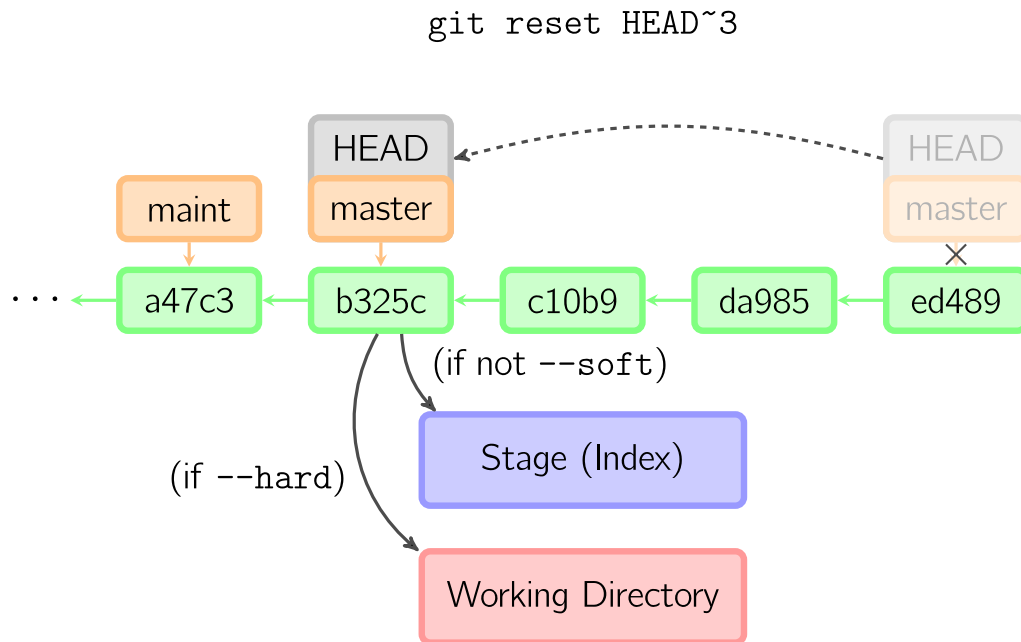 git reset HEAD~3
HEAD HEAD
maint master master
... a47c3 b325c c10b9 da985 ed489
(if not --soft)
Stage (Index)
(if --hard)
Working Directory